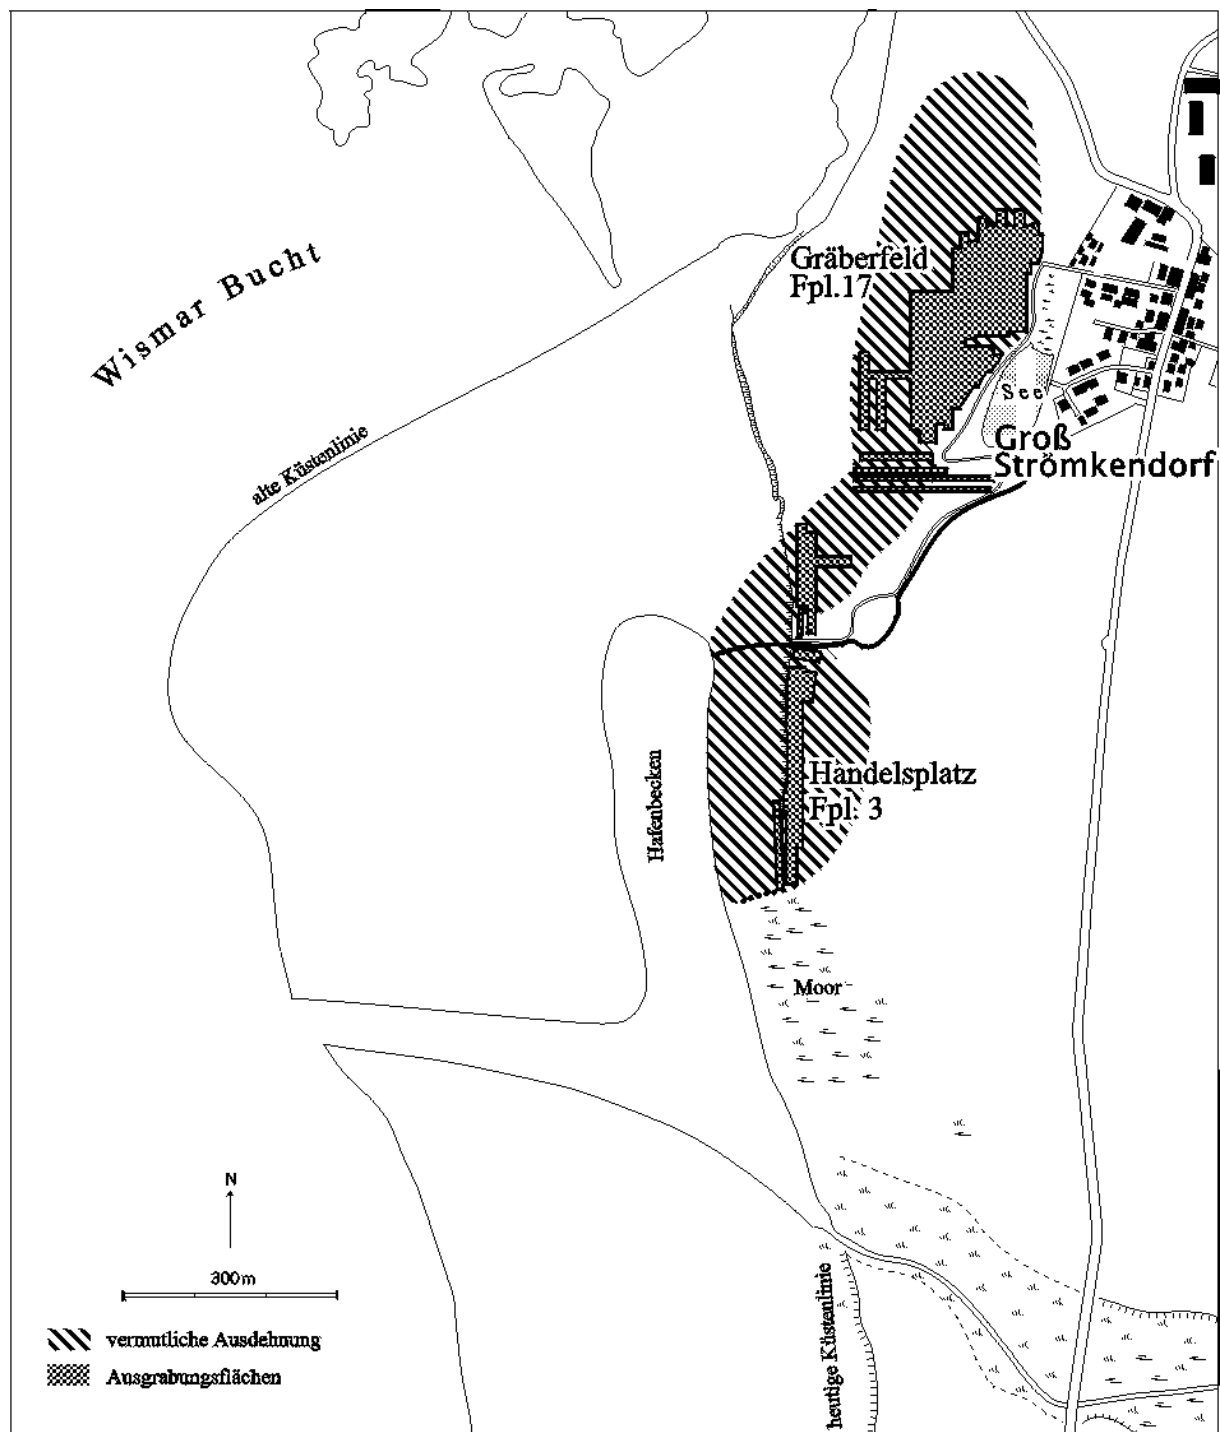 Wismar Bucht
alte Küstenlinie
Gräberfeld
Fpl.17
See
Groß
Strömkendorf
Hafenbecken
Handelsplatz
Fpl. 3
Moor
heutige Küstenlinie
N
300m
vermutliche Ausdehnung
Ausgrabungsflächen